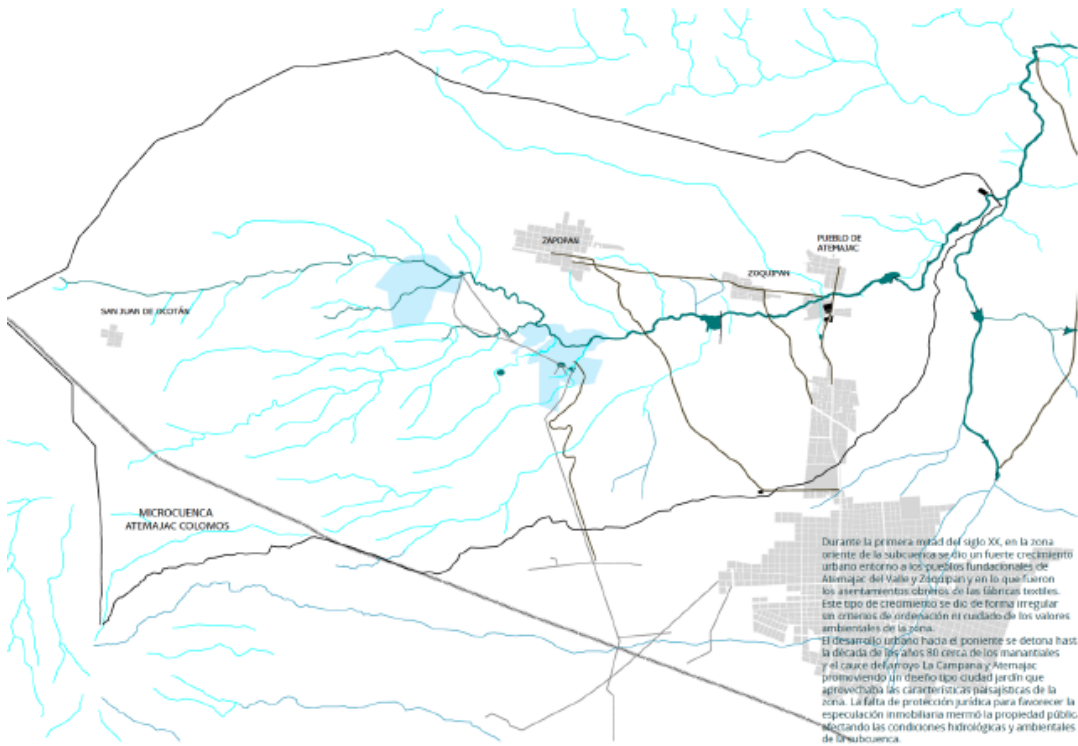 ZAPOPAN
PUEBLO DE
ATEMAJAC
ZOQUIPAN
SAN JUAN DE OCOTÁN
MICROCUENCA
ATEMAJAC COLOMOS
Durante la primera mitad del siglo XX, en la zona
oriente de la subcuenca se dio un fuerte crecimiento
urbano entorno a los pueblos fundacionales de
Atemajac del Valle y Zoquipan y en lo que fueron
los asentamientos obreros de las fábricas textiles.
Este tipo de crecimiento se dio de forma irregular
sin criterios de ordenación ni cuidado de los valores
ambientales de la zona.
El desarrollo urbano hacia el poniente se detona hast
la década de los años 80 cerca de los manantiales
y el cauce del arroyo La Campana y Atemajac
promoviendo un diseño tipo ciudad jardín que
aprovechaba las características paisajísticas de la
zona. La falta de protección jurídica para favorecer la
especulación inmobiliaria mermó la propiedad públic
afectando las condiciones hidrológicas y ambientales
de la subcuenca.